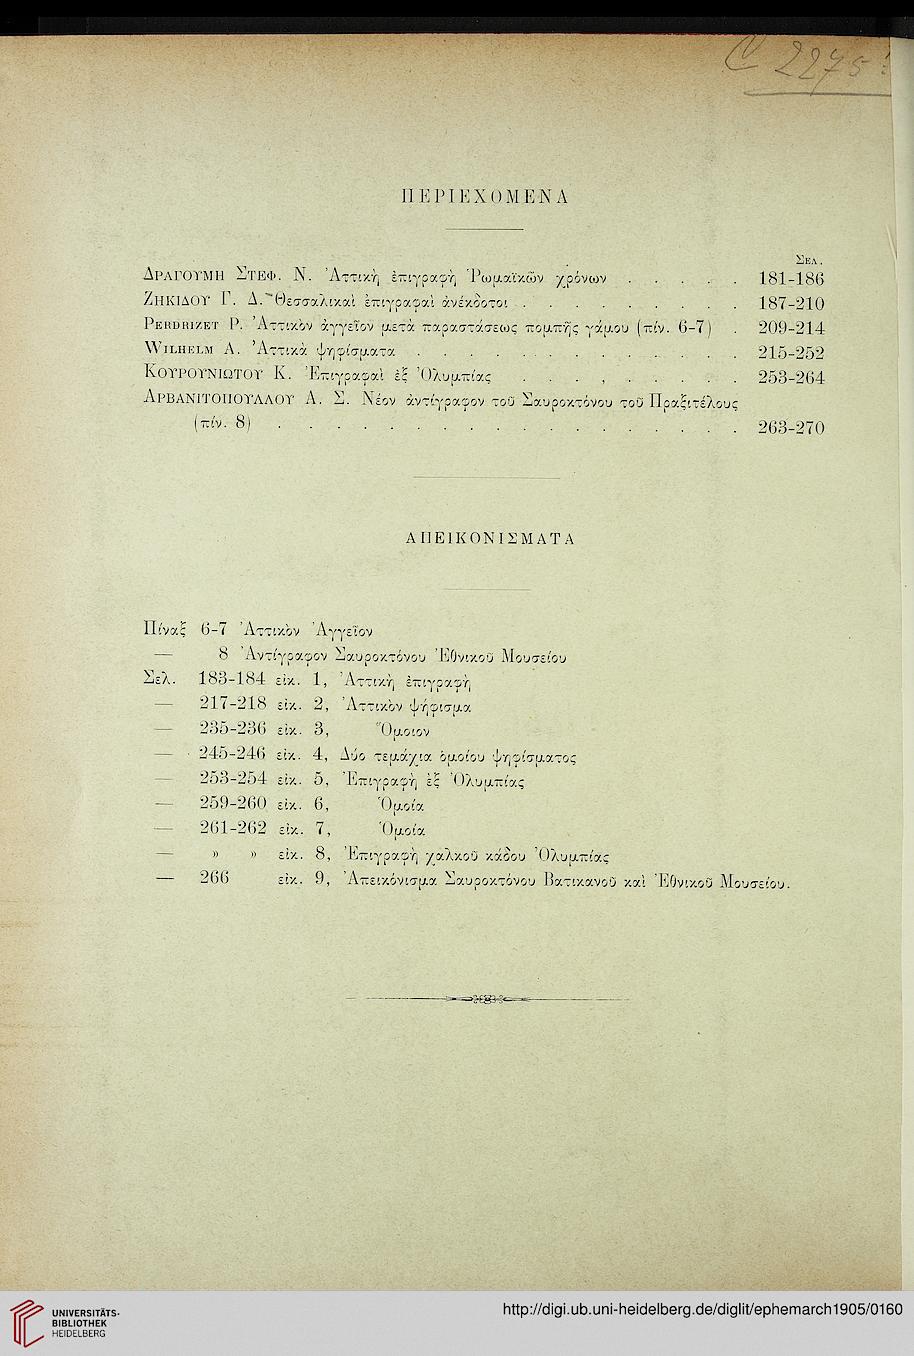 C 2275
ΠΕΡΙΕΧΟΜΕΝΑ
Σελ.
Δραγουμη Στεφ. Ν. Ἀττικὴ ἐπιγραφὴ Ῥωμαϊκῶν χρόνων . . . . . 181-186
Ζηκιδου Γ. Δ. Θεσσαλικαὶ ἐπιγραφαὶ ἀνέκδοτοι . . . . . . . . . 187-210
Perdrizet P. Ἀττικὸν ἀγγεῖον μετὰ παραστάσεως πομπῆς γάμου (πίν. 6-7) . 209-214
Wilhelm A. Ἀττικὰ ψηφίσματα . . . . . . . . . . . . . 215-252
Κουρουνιωτου Κ. Ἐπιγραφαὶ ἐξ Ὀλυμπίας . . . . . . . . . 253-264
Αρβανιτοπουλλου Α. Σ. Νέον ἀντίγραφον τοῦ Σαυροκτόνου τοῦ Πραξιτέλους
(πίν. 8) . . . . . . . . . . . . . . . . . . 263-270
ΑΠΕΙΚΟΝΙΣΜΑΤΑ
Πίναξ 6-7 Ἀττικὸν Ἀγγεῖον
— 8 Ἀντίγραφον Σαυροκτόνου Ἐθνικοῦ Μουσείου
Σελ. 183-184 εἰκ. 1, Ἀττικὴ ἐπιγραφὴ
— 217-218 εἰκ. 2, Ἀττικὸν ψήφισμα
— 235-236 εἰκ. 3, Ὅμοιον
— 245-246 εἰκ. 4, Δύο τεμάχια ὁμοίου ψηφίσματος
— 253-254 εἰκ. 5, Ἐπιγραφὴ ἐξ Ὀλυμπίας
— 259-260 εἰκ. 6, Ὁμοία
— 261-262 εἰκ. 7, Ὁμοία
— » » εἰκ. 8, Ἐπιγραφὴ χαλκοῦ κάδου Ὀλυμπίας
— 266 εἰκ. 9, Ἀπεικόνισμα Σαυροκτόνου Βατικανοῦ καὶ Ἐθνικοῦ Μουσείου.
UNIVERSITÄTS-
BIBLIOTHEK
HEIDELBERG
http://digi.ub.uni-heidelberg.de/diglit/ephemarch1905/0160